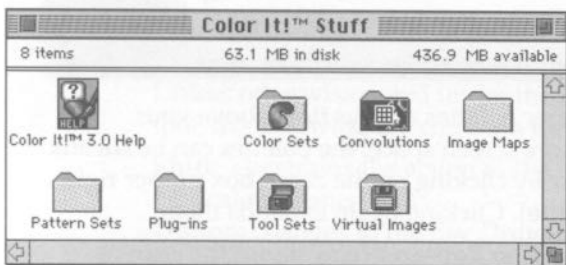 Color It!™ Stuff
8 items 63.1 MB in disk 436.9 MB available
HELP
Color It!™ 3.0 Help Color Sets Convolutions Image Maps
Pattern Sets Plug-ins Tool Sets Virtual Images